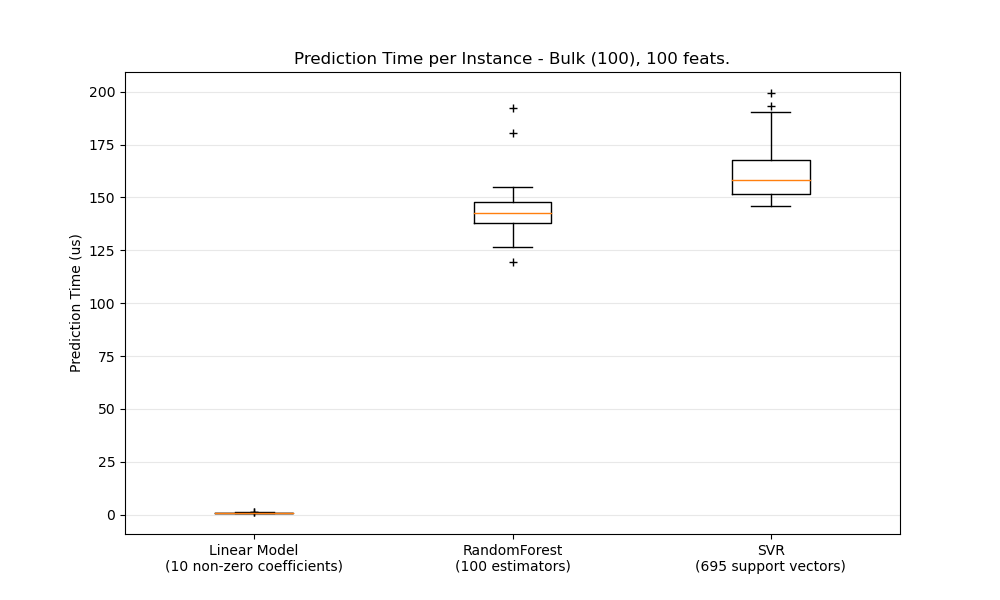 Prediction Time per Instance - Bulk (100), 100 feats.
Prediction Time (us)
200
175
150
125
100
75
50
25
0
Linear Model
(10 non-zero coefficients)
RandomForest
(100 estimators)
SVR
(695 support vectors)